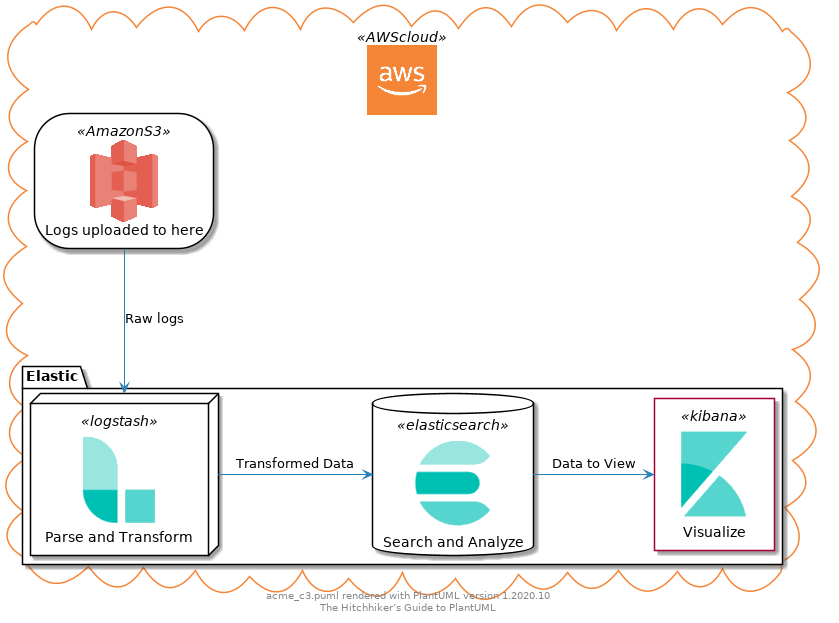 «AWScloud»
aws
«AmazonS3»
Logs uploaded to here
Raw logs
Elastic
«logstash»
Parse and Transform
Transformed Data
«elasticsearch»
Search and Analyze
Data to View
«kibana»
Visualize
acme_c3.puml rendered with PlantUML version 1.2020.10
The Hitchhiker's Guide to PlantUML